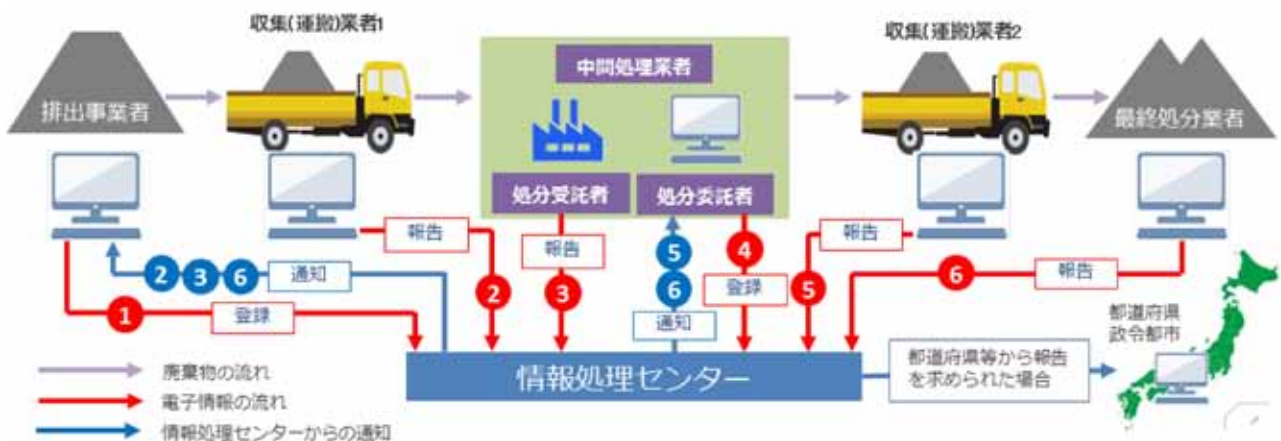 収集(運搬)業者1
収集(運搬)業者2
中間処理業者
排出事業者
最終処分業者
処分受託者
処分委託者
報告
報告
報告
報告
2 3 6
通知
1
登録
2
3
5
6
通知
4
登録
5
6
都道府県
政令都市
情報処理センター
都道府県等から報告
を求められた場合
廃棄物の流れ
電子情報の流れ
情報処理センターからの通知